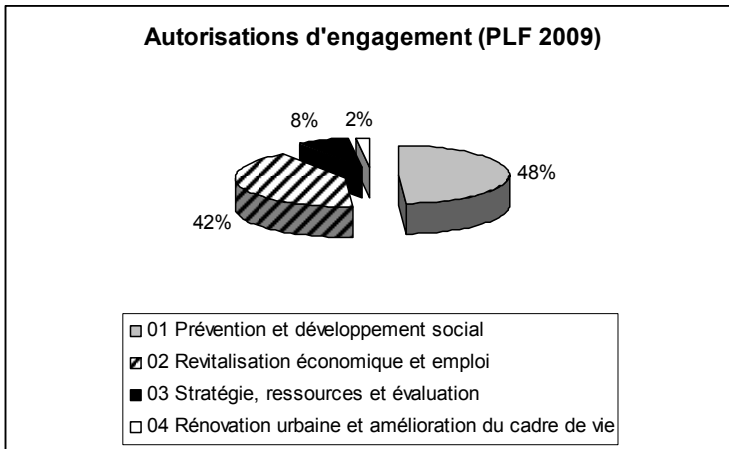 Autorisations d'engagement (PLF 2009)
8%
2%
48%
42%
01 Prévention et développement social
02 Revitalisation économique et emploi
03 Stratégie, ressources et évaluation
04 Rénovation urbaine et amélioration du cadre de vie